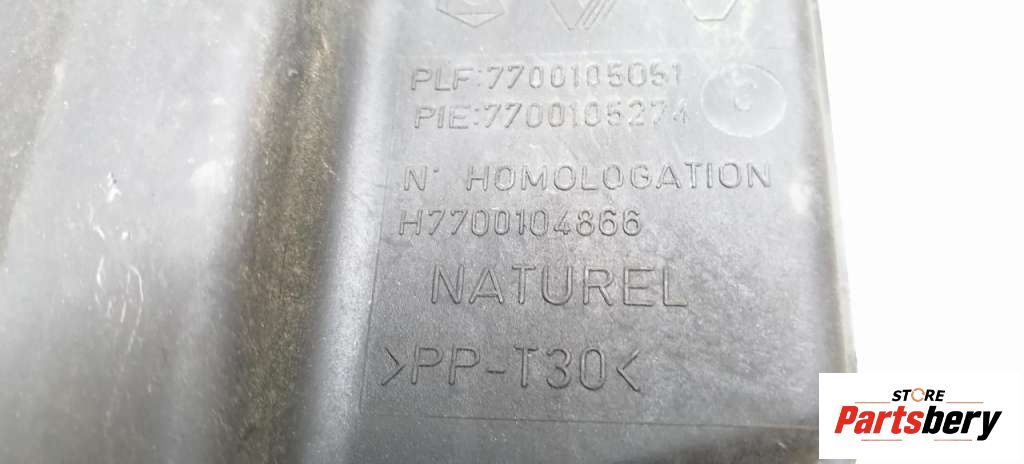 PLF:7700105051
PIE:7700105274
C
N° HOMOLOGATION
H7700104866
NATUREL
>PP-T30<
STORE
Partsbery